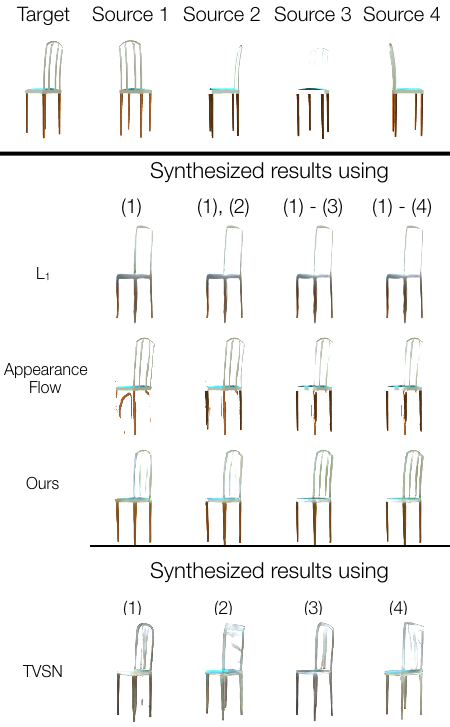 Target Source 1 Source 2 Source 3 Source 4
Synthesized results using
(1) (1), (2) (1) - (3) (1) - (4)
L₁
Appearance
Flow
Ours
Synthesized results using
(1) (2) (3) (4)
TVSN